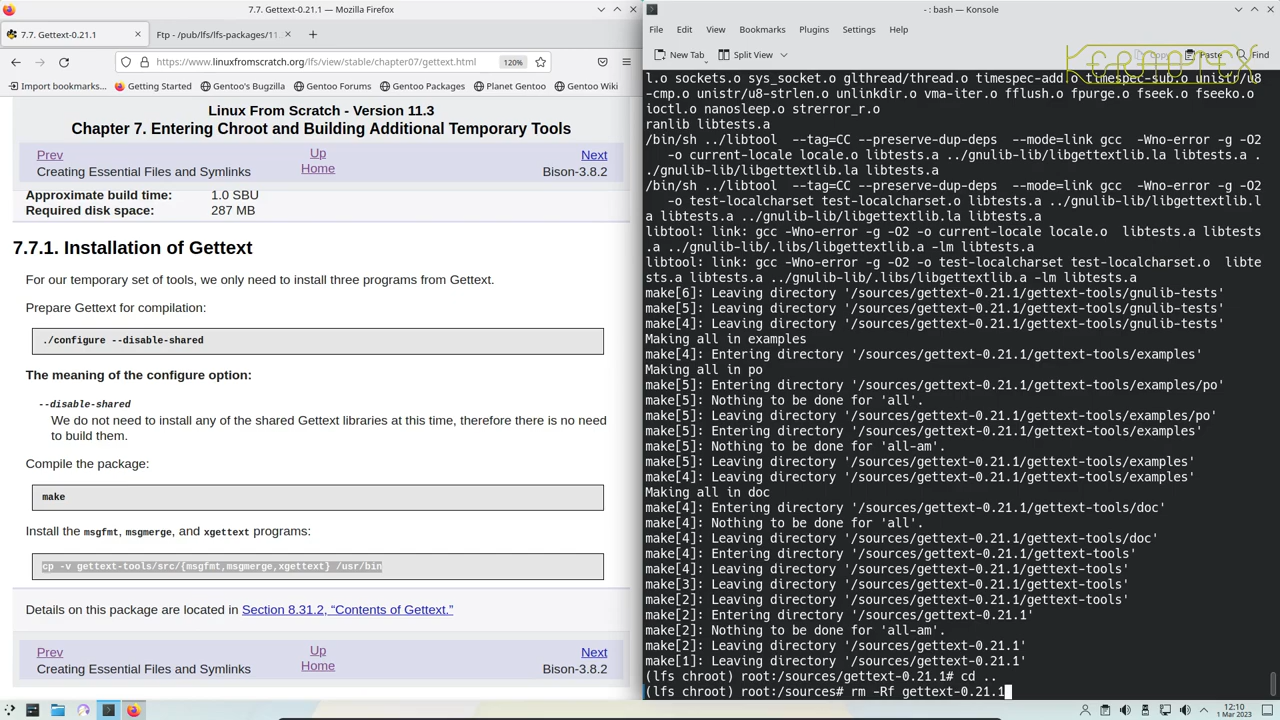 7.7. Gettext-0.21.1 — Mozilla Firefox
7.7. Gettext-0.21.1
Ftp - /pub/lfs/lfs-packages/11.
https://www.linuxfromscratch.org/lfs/view/stable/chapter07/gettext.html
120%
Import bookmarks...
Getting Started
Gentoo's Bugzilla
Gentoo Forums
Gentoo Packages
Planet Gentoo
Gentoo Wiki
Linux From Scratch - Version 11.3
Chapter 7. Entering Chroot and Building Additional Temporary Tools
Prev
Up
Next
Creating Essential Files and Symlinks
Home
Bison-3.8.2
Approximate build time: 1.0 SBU
Required disk space: 287 MB
7.7.1. Installation of Gettext
For our temporary set of tools, we only need to install three programs from Gettext.
Prepare Gettext for compilation:
./configure --disable-shared
The meaning of the configure option:
--disable-shared
We do not need to install any of the shared Gettext libraries at this time, therefore there is no need
to build them.
Compile the package:
make
Install the msgfmt, msgmerge, and xgettext programs:
cp -v gettext-tools/src/{msgfmt,msgmerge,xgettext} /usr/bin
Details on this package are located in Section 8.31.2, “Contents of Gettext.”
Prev
Up
Next
Creating Essential Files and Symlinks
Home
Bison-3.8.2
- : bash — Konsole
File Edit View Bookmarks Plugins Settings Help
New Tab
Split View
Copy
Paste
Find
KERNOTEX
l.o sockets.o sys_socket.o glthread/thread.o timespec-add.o timespec-sub.o unistr/u8
-cmp.o unistr/u8-strlen.o unlinkdir.o vma-iter.o fflush.o fpurge.o fseek.o fseeko.o
ioctl.o nanosleep.o strerror_r.o
ranlib libtests.a
/bin/sh ../libtool  --tag=CC --preserve-dup-deps  --mode=link gcc  -Wno-error -g -O2
   -o current-locale locale.o libtests.a ../gnulib-lib/libgettextlib.la libtests.a .
./gnulib-lib/libgettextlib.la libtests.a
/bin/sh ../libtool  --tag=CC --preserve-dup-deps  --mode=link gcc  -Wno-error -g -O2
   -o test-localcharset test-localcharset.o libtests.a ../gnulib-lib/libgettextlib.l
a libtests.a ../gnulib-lib/libgettextlib.la libtests.a
libtool: link: gcc -Wno-error -g -O2 -o current-locale locale.o  libtests.a libtests
.a ../gnulib-lib/.libs/libgettextlib.a -lm libtests.a
libtool: link: gcc -Wno-error -g -O2 -o test-localcharset test-localcharset.o  libte
sts.a libtests.a ../gnulib-lib/.libs/libgettextlib.a -lm libtests.a
make[6]: Leaving directory '/sources/gettext-0.21.1/gettext-tools/gnulib-tests'
make[5]: Leaving directory '/sources/gettext-0.21.1/gettext-tools/gnulib-tests
make[4]: Leaving directory '/sources/gettext-0.21.1/gettext-tools/gnulib-tests'
Making all in examples
make[4]: Entering directory '/sources/gettext-0.21.1/gettext-tools/examples'
Making all in po
make[5]: Entering directory '/sources/gettext-0.21.1/gettext-tools/examples/po'
make[5]: Nothing to be done for 'all'.
make[5]: Leaving directory '/sources/gettext-0.21.1/gettext-tools/examples/po'
make[5]: Entering directory '/sources/gettext-0.21.1/gettext-tools/examples'
make[5]: Nothing to be done for 'all-am'.
make[5]: Leaving directory '/sources/gettext-0.21.1/gettext-tools/examples'
make[4]: Leaving directory '/sources/gettext-0.21.1/gettext-tools/examples'
Making all in doc
make[4]: Entering directory '/sources/gettext-0.21.1/gettext-tools/doc'
make[4]: Nothing to be done for 'all'.
make[4]: Leaving directory '/sources/gettext-0.21.1/gettext-tools/doc'
make[4]: Entering directory '/sources/gettext-0.21.1/gettext-tools'
make[4]: Leaving directory '/sources/gettext-0.21.1/gettext-tools'
make[3]: Leaving directory '/sources/gettext-0.21.1/gettext-tools'
make[2]: Leaving directory '/sources/gettext-0.21.1/gettext-tools'
make[2]: Entering directory '/sources/gettext-0.21.1'
make[2]: Nothing to be done for 'all-am'.
make[2]: Leaving directory '/sources/gettext-0.21.1'
make[1]: Leaving directory '/sources/gettext-0.21.1'
(lfs chroot) root:/sources/gettext-0.21.1# cd ..
(lfs chroot) root:/sources# rm -Rf gettext-0.21.1
12:10
1 Mar 2023